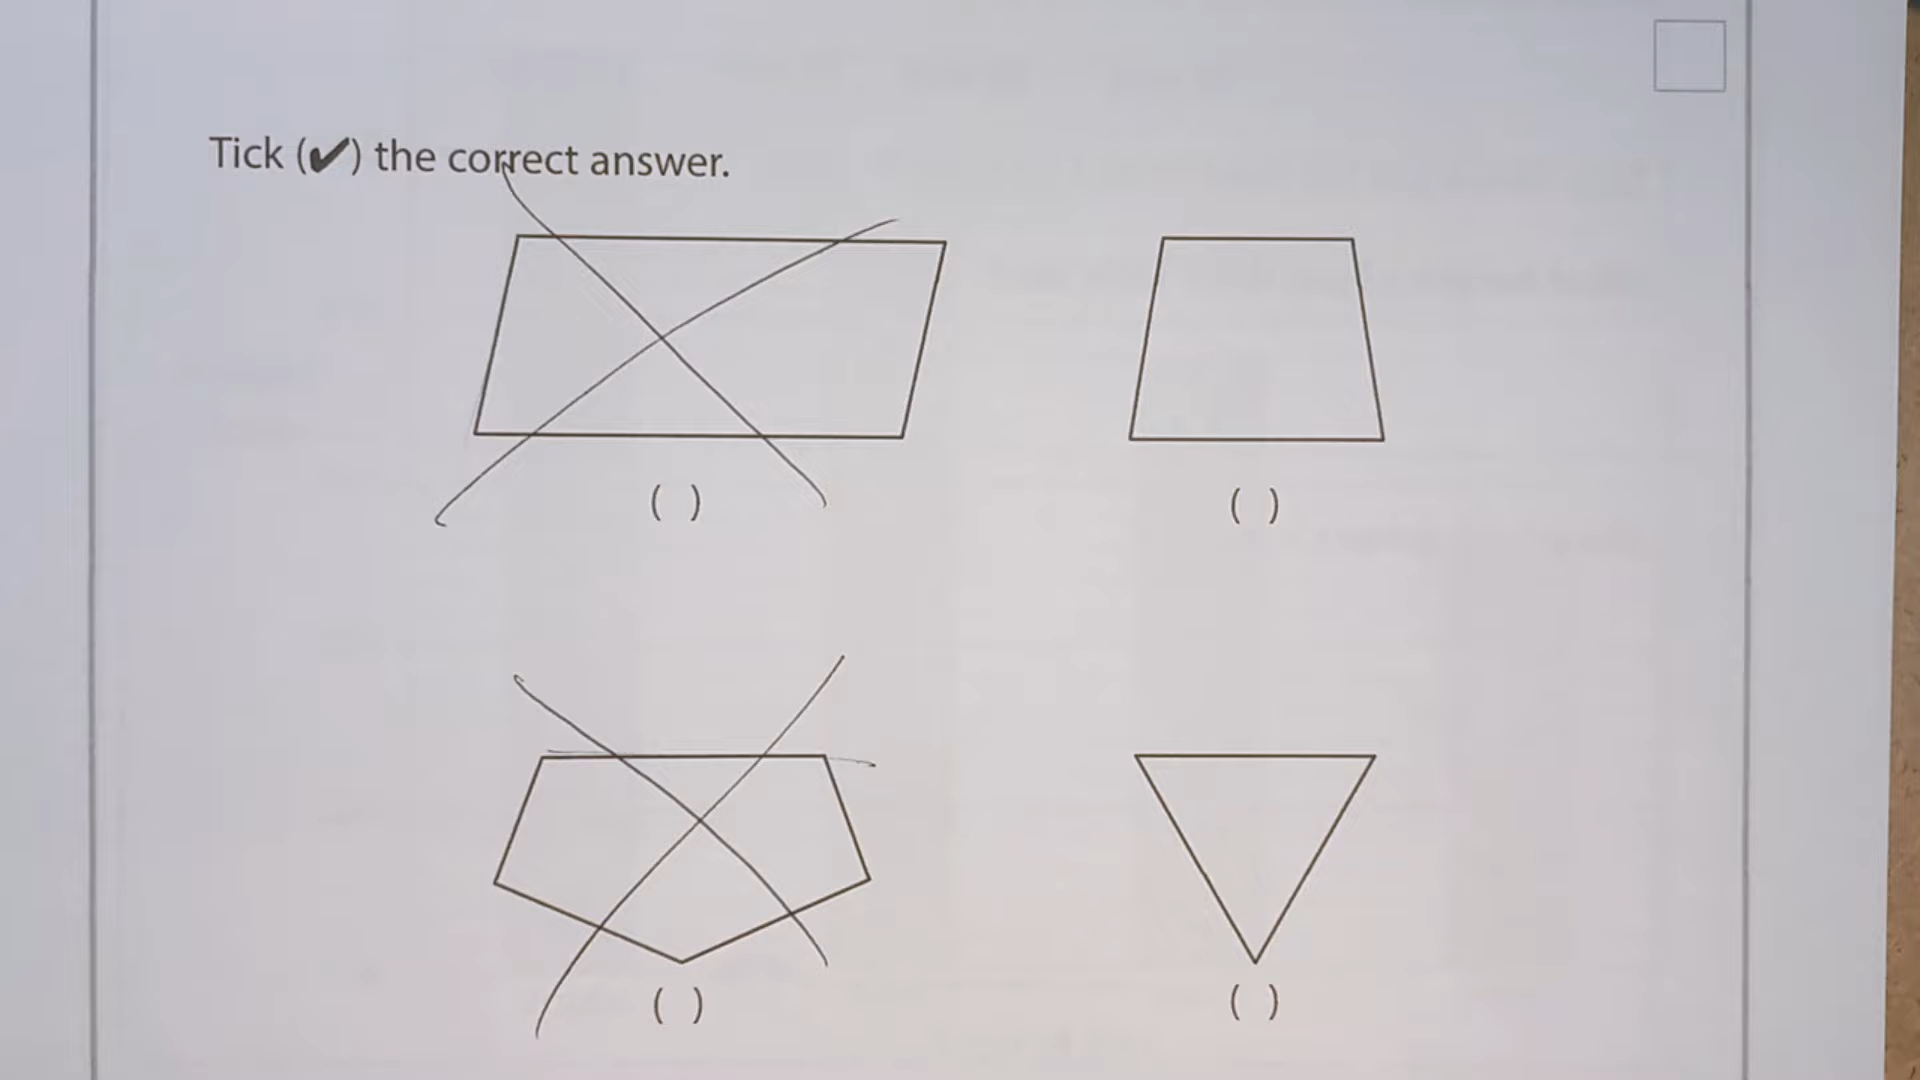 Tick (✔) the correct answer.
( ) ( )
( ) ( )